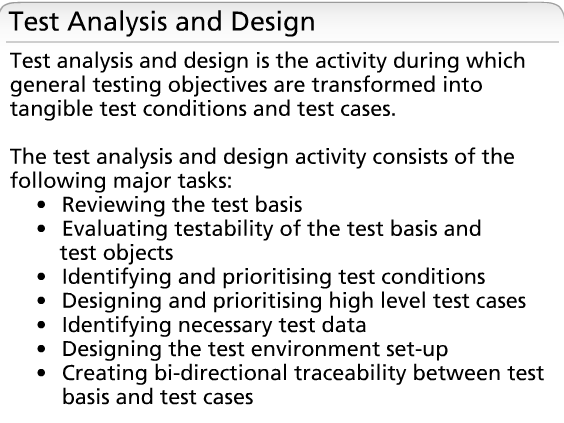 Test Analysis and Design
Test analysis and design is the activity during which
general testing objectives are transformed into
tangible test conditions and test cases.
The test analysis and design activity consists of the
following major tasks:
• Reviewing the test basis
• Evaluating testability of the test basis and
test objects
• Identifying and prioritising test conditions
• Designing and prioritising high level test cases
• Identifying necessary test data
• Designing the test environment set-up
• Creating bi-directional traceability between test
basis and test cases